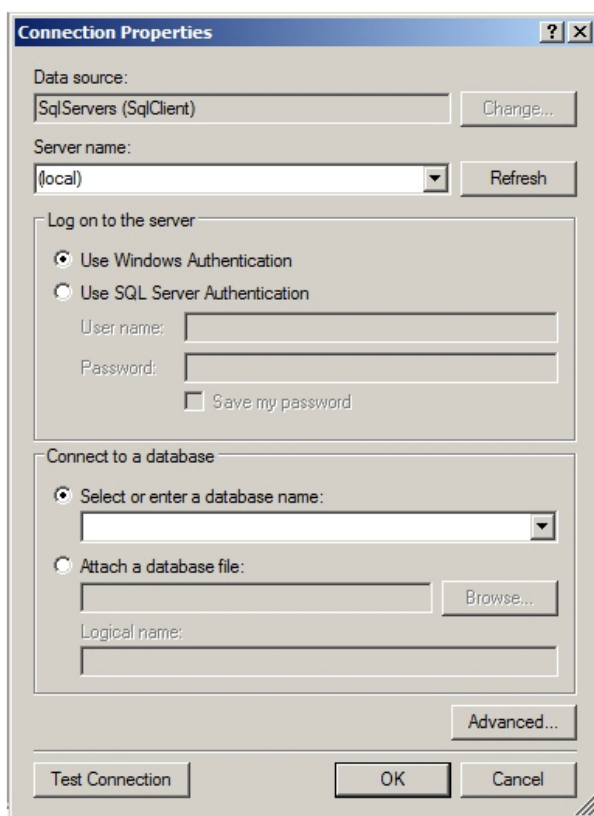 Connection Properties
Data source:
SqlServers (SqlClient)
Change...
Server name:
(local)
Refresh
Log on to the server
Use Windows Authentication
Use SQL Server Authentication
User name:
Password:
Save my password
Connect to a database
Select or enter a database name:
Attach a database file:
Browse...
Logical name:
Advanced...
Test Connection
OK
Cancel